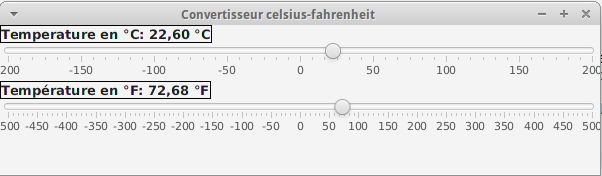 Convertisseur celsius-fahrenheit
Temperature en °C: 22,60 °C
200 -150 -100 -50 0 50 100 150 200
Température en °F: 72,68 °F
500 -450 -400 -350 -300 -250 -200 -150 -100 -50 0 50 100 150 200 250 300 350 400 450 500